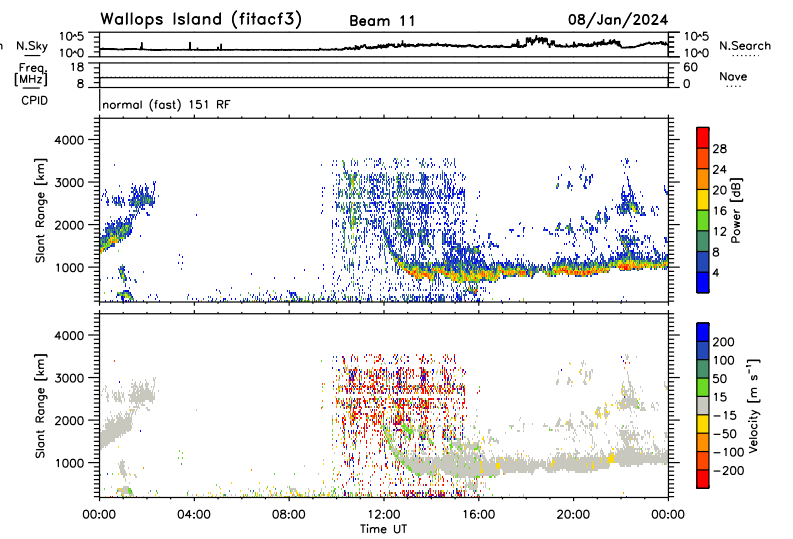 Wallops Island (fitacf3) Beam 11 08/Jan/2024
n N.Sky 10^5 10^0 10^5 10^0 N.Search
Freq. [MHz] 18 8 60 0 Nave
CPID normal (fast) 151 RF
Slant Range [km] 4000 3000 2000 1000
Power [dB] 28 24 20 16 12 8 4
Slant Range [km] 4000 3000 2000 1000
Velocity [m s⁻¹] 200 100 50 15 -15 -50 -100 -200
00:00 04:00 08:00 12:00 16:00 20:00 00:00
Time UT